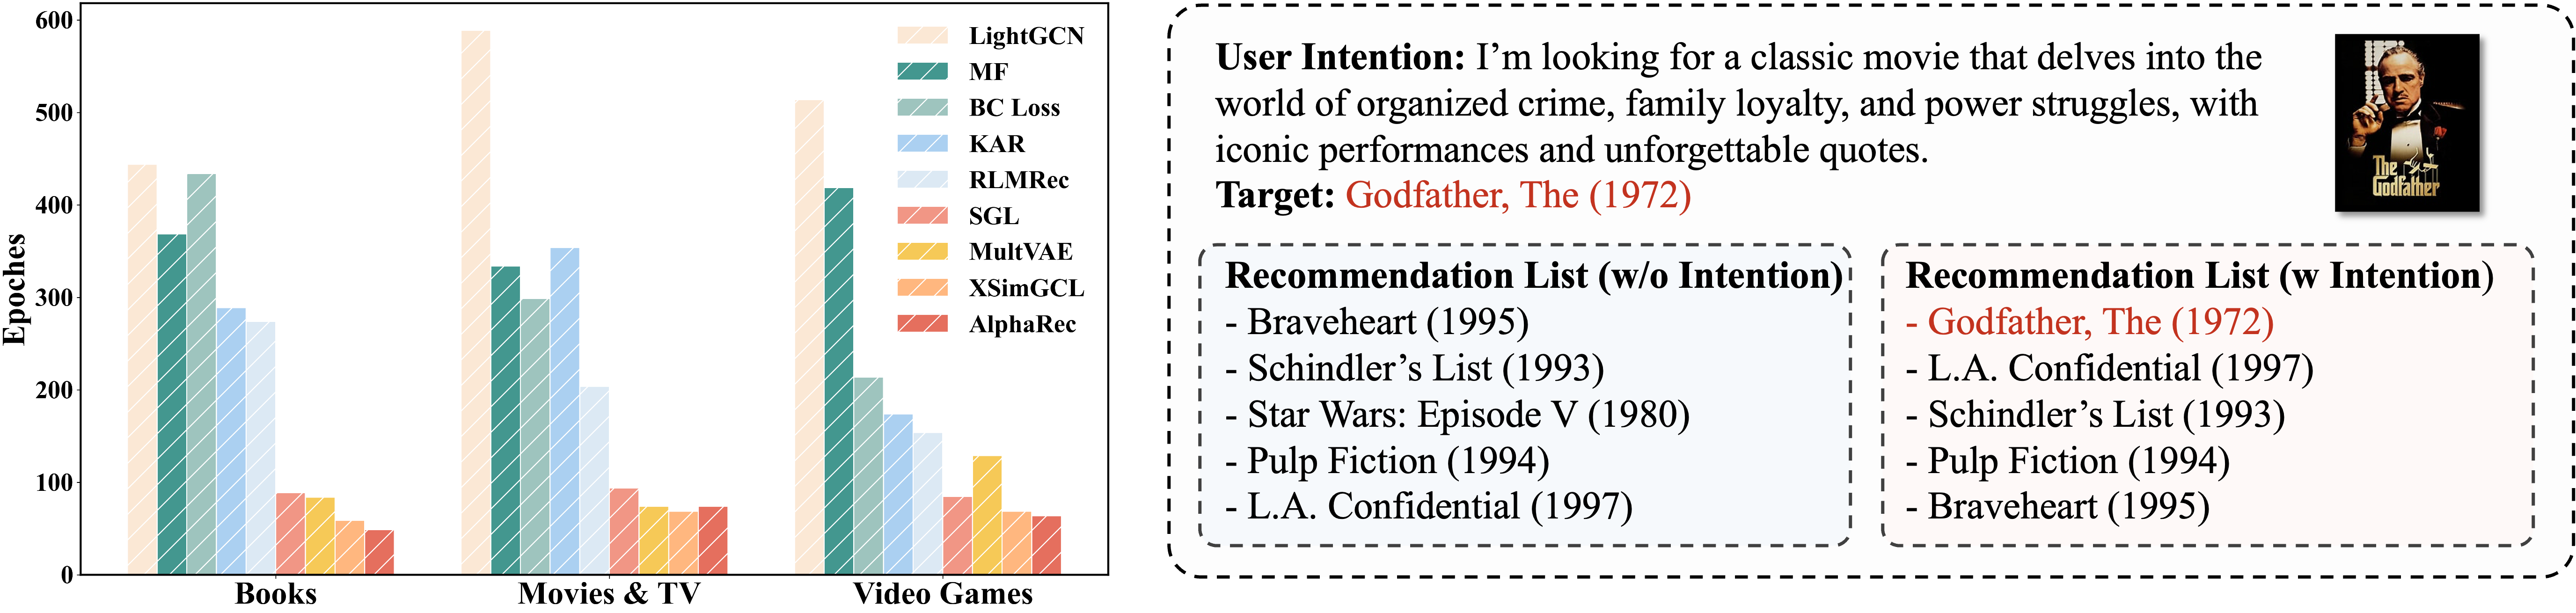 600
500
400
300
200
100
0
Epoches
Books
Movies & TV
Video Games
LightGCN
MF
BC Loss
KAR
RLMRec
SGL
MultVAE
XSimGCL
AlphaRec
User Intention: I'm looking for a classic movie that delves into the
world of organized crime, family loyalty, and power struggles, with
iconic performances and unforgettable quotes.
Target: Godfather, The (1972)
The
Godfather
Recommendation List (w/o Intention)
- Braveheart (1995)
- Schindler's List (1993)
- Star Wars: Episode V (1980)
- Pulp Fiction (1994)
- L.A. Confidential (1997)
Recommendation List (w Intention)
- Godfather, The (1972)
- L.A. Confidential (1997)
- Schindler's List (1993)
- Pulp Fiction (1994)
- Braveheart (1995)